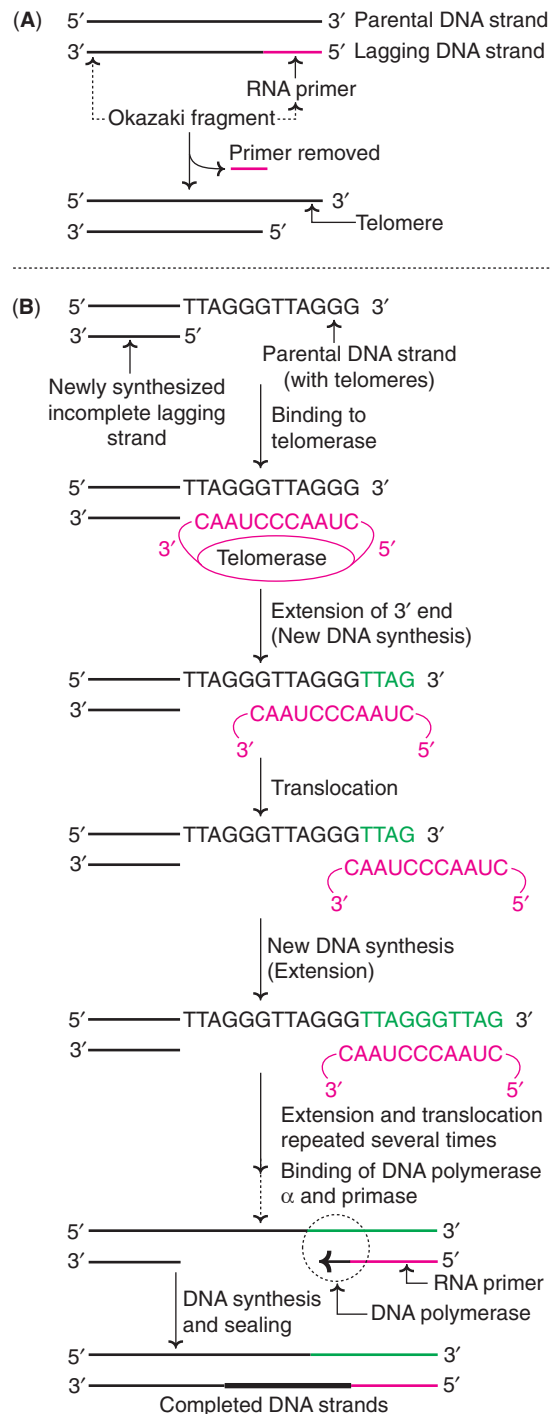 (A)
5′ 3′ Parental DNA strand
3′ 5′ Lagging DNA strand
RNA primer
Okazaki fragment
Primer removed
5′ 3′
Telomere
3′ 5′
(B)
5′ TTAGGGTTAGGG 3′
3′ 5′
Parental DNA strand
(with telomeres)
Newly synthesized
incomplete lagging
strand
Binding to
telomerase
5′ TTAGGGTTAGGG 3′
3′ CAAUCCCAAUC
3′ Telomerase 5′
Extension of 3′ end
(New DNA synthesis)
5′ TTAGGGTTAGGGTTAG 3′
3′ CAAUCCCAAUC
3′ 5′
Translocation
5′ TTAGGGTTAGGGTTAG 3′
3′ CAAUCCCAAUC
3′ 5′
New DNA synthesis
(Extension)
5′ TTAGGGTTAGGGTTAGGGTTAG 3′
3′ CAAUCCCAAUC
3′ 5′
Extension and translocation
repeated several times
Binding of DNA polymerase
α and primase
5′ 3′
3′ 5′
RNA primer
DNA polymerase
DNA synthesis
and sealing
5′ 3′
3′ 5′
Completed DNA strands